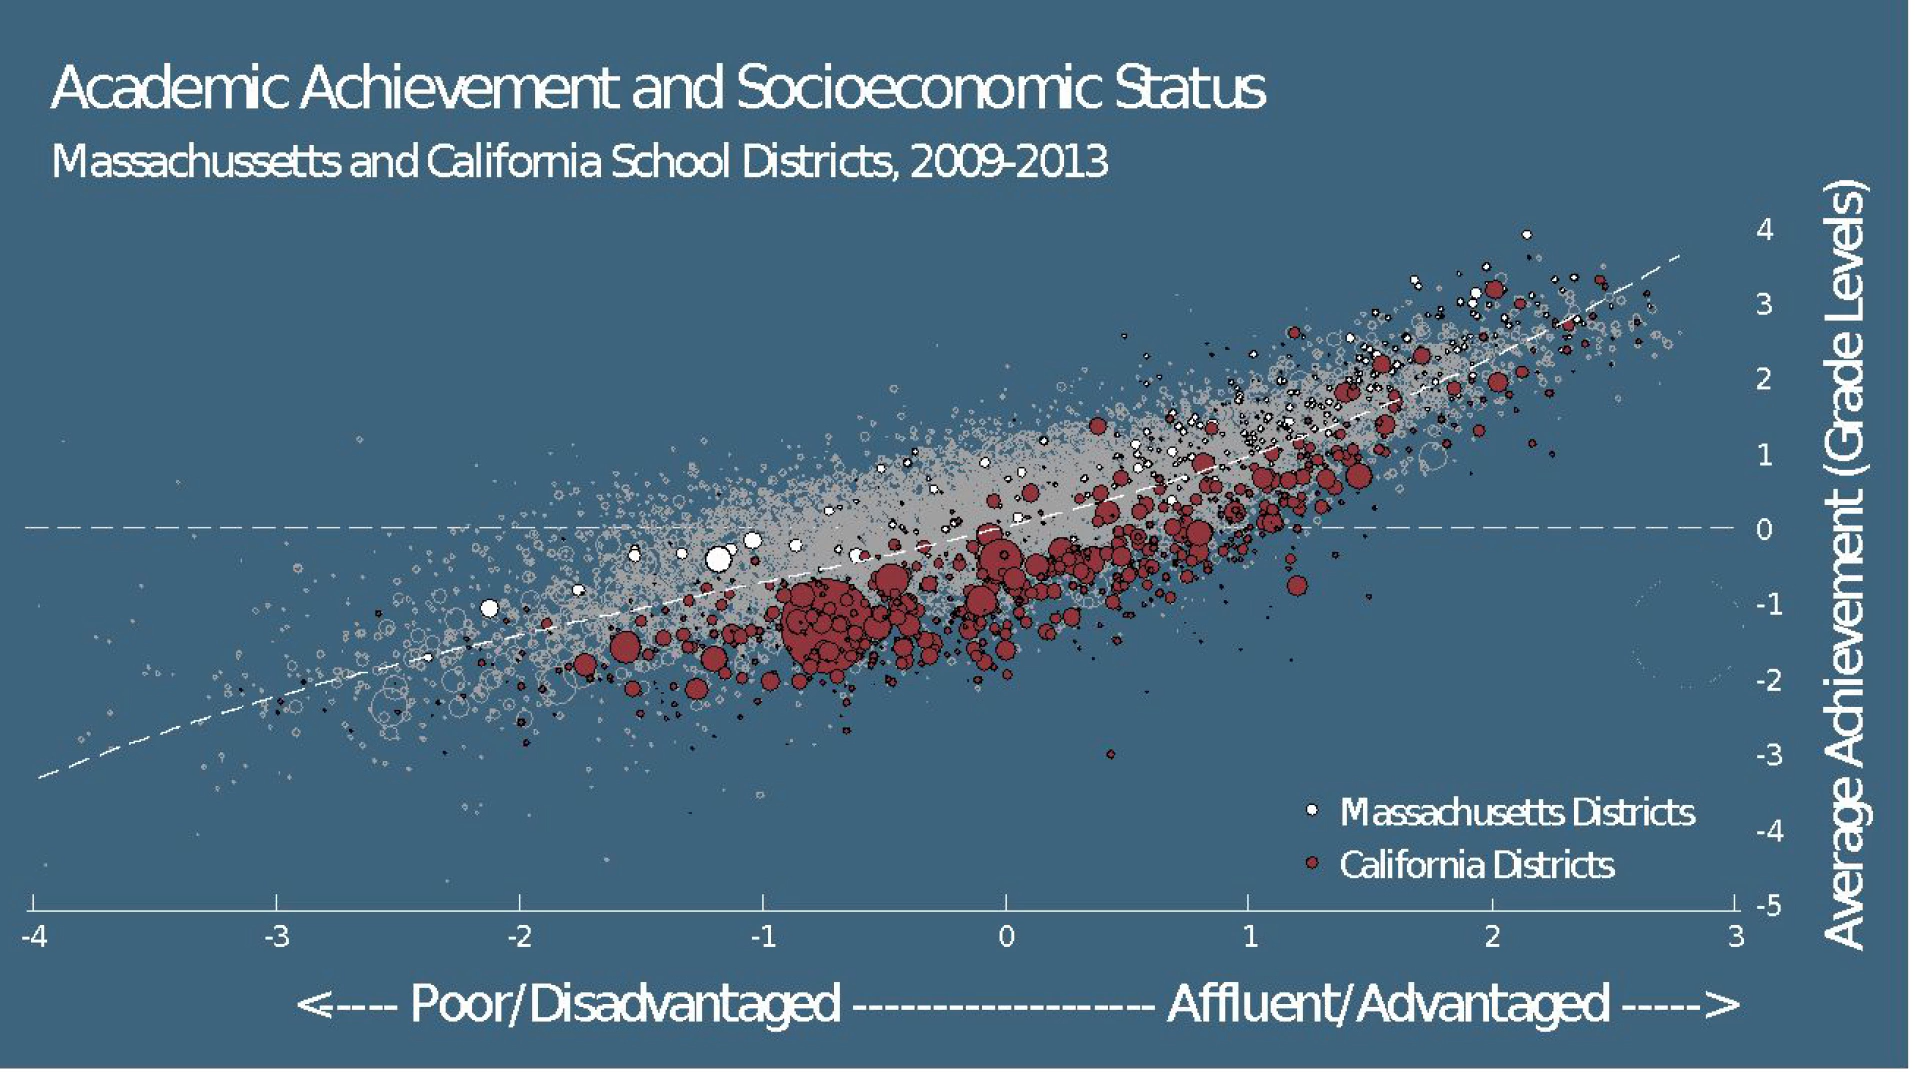 Academic Achievement and Socioeconomic Status
Massachussetts and California School Districts, 2009-2013
4
3
2
1
0
-1
-2
-3
-4
-5
Average Achievement (Grade Levels)
Massachusetts Districts
California Districts
-4 -3 -2 -1 0 1 2 3
<---- Poor/Disadvantaged ------------------- Affluent/Advantaged ----->